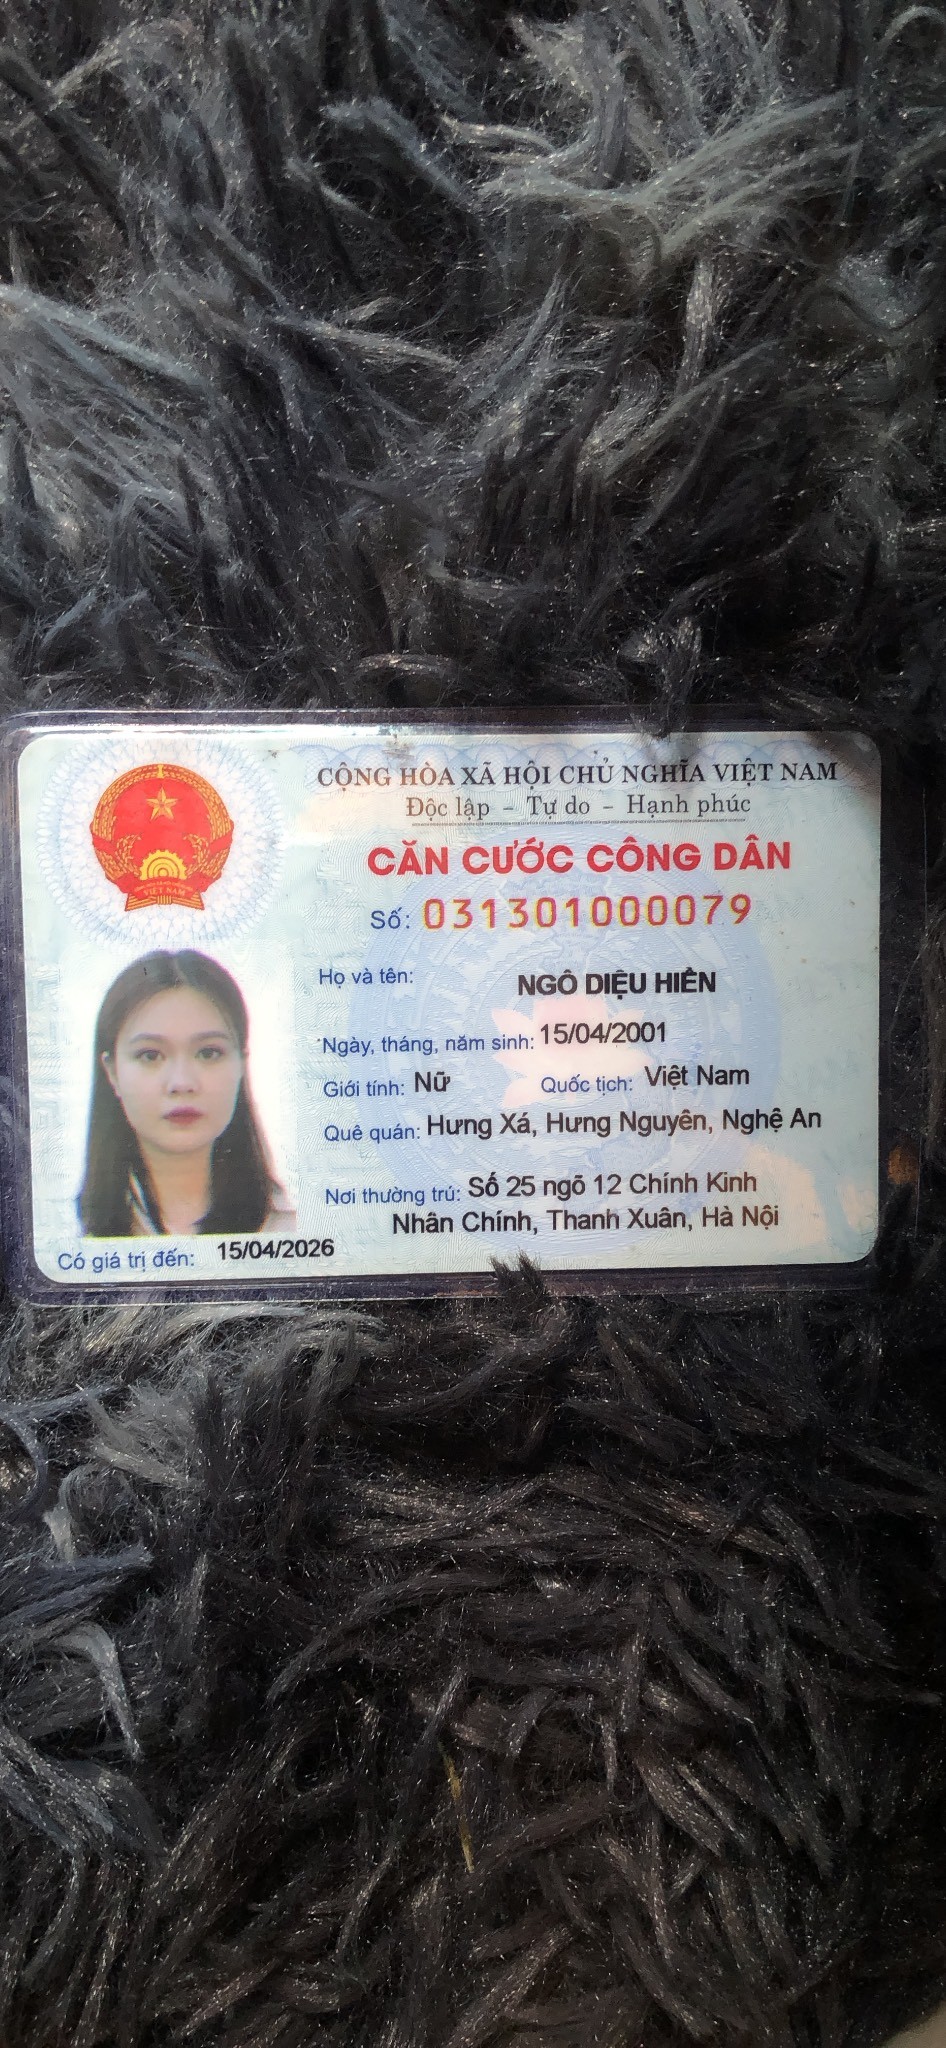 CỘNG HÒA XÃ HỘI CHỦ NGHĨA VIỆT NAM
Độc lập - Tự do - Hạnh phúc
CĂN CƯỚC CÔNG DÂN
Số: 031301000079
Họ và tên: NGÔ DIỆU HIỀN
Ngày, tháng, năm sinh: 15/04/2001
Giới tính: Nữ Quốc tịch: Việt Nam
Quê quán: Hưng Xá, Hưng Nguyên, Nghệ An
Nơi thường trú: Số 25 ngõ 12 Chính Kinh
Nhân Chính, Thanh Xuân, Hà Nội
Có giá trị đến: 15/04/2026
VIỆT NAM